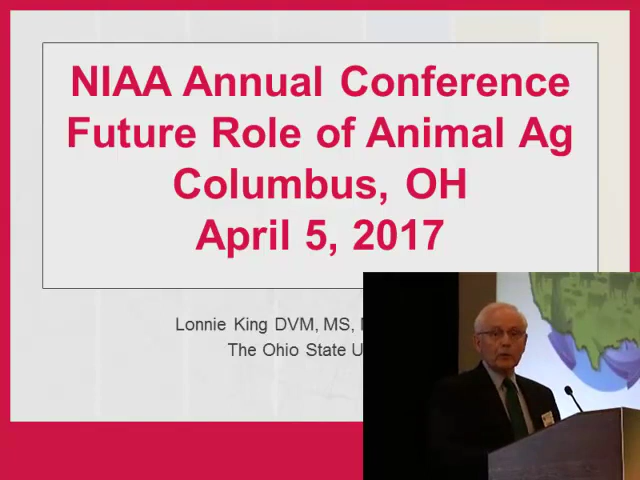 NIAA Annual Conference
Future Role of Animal Ag
Columbus, OH
April 5, 2017
Lonnie King DVM, MS,
The Ohio State